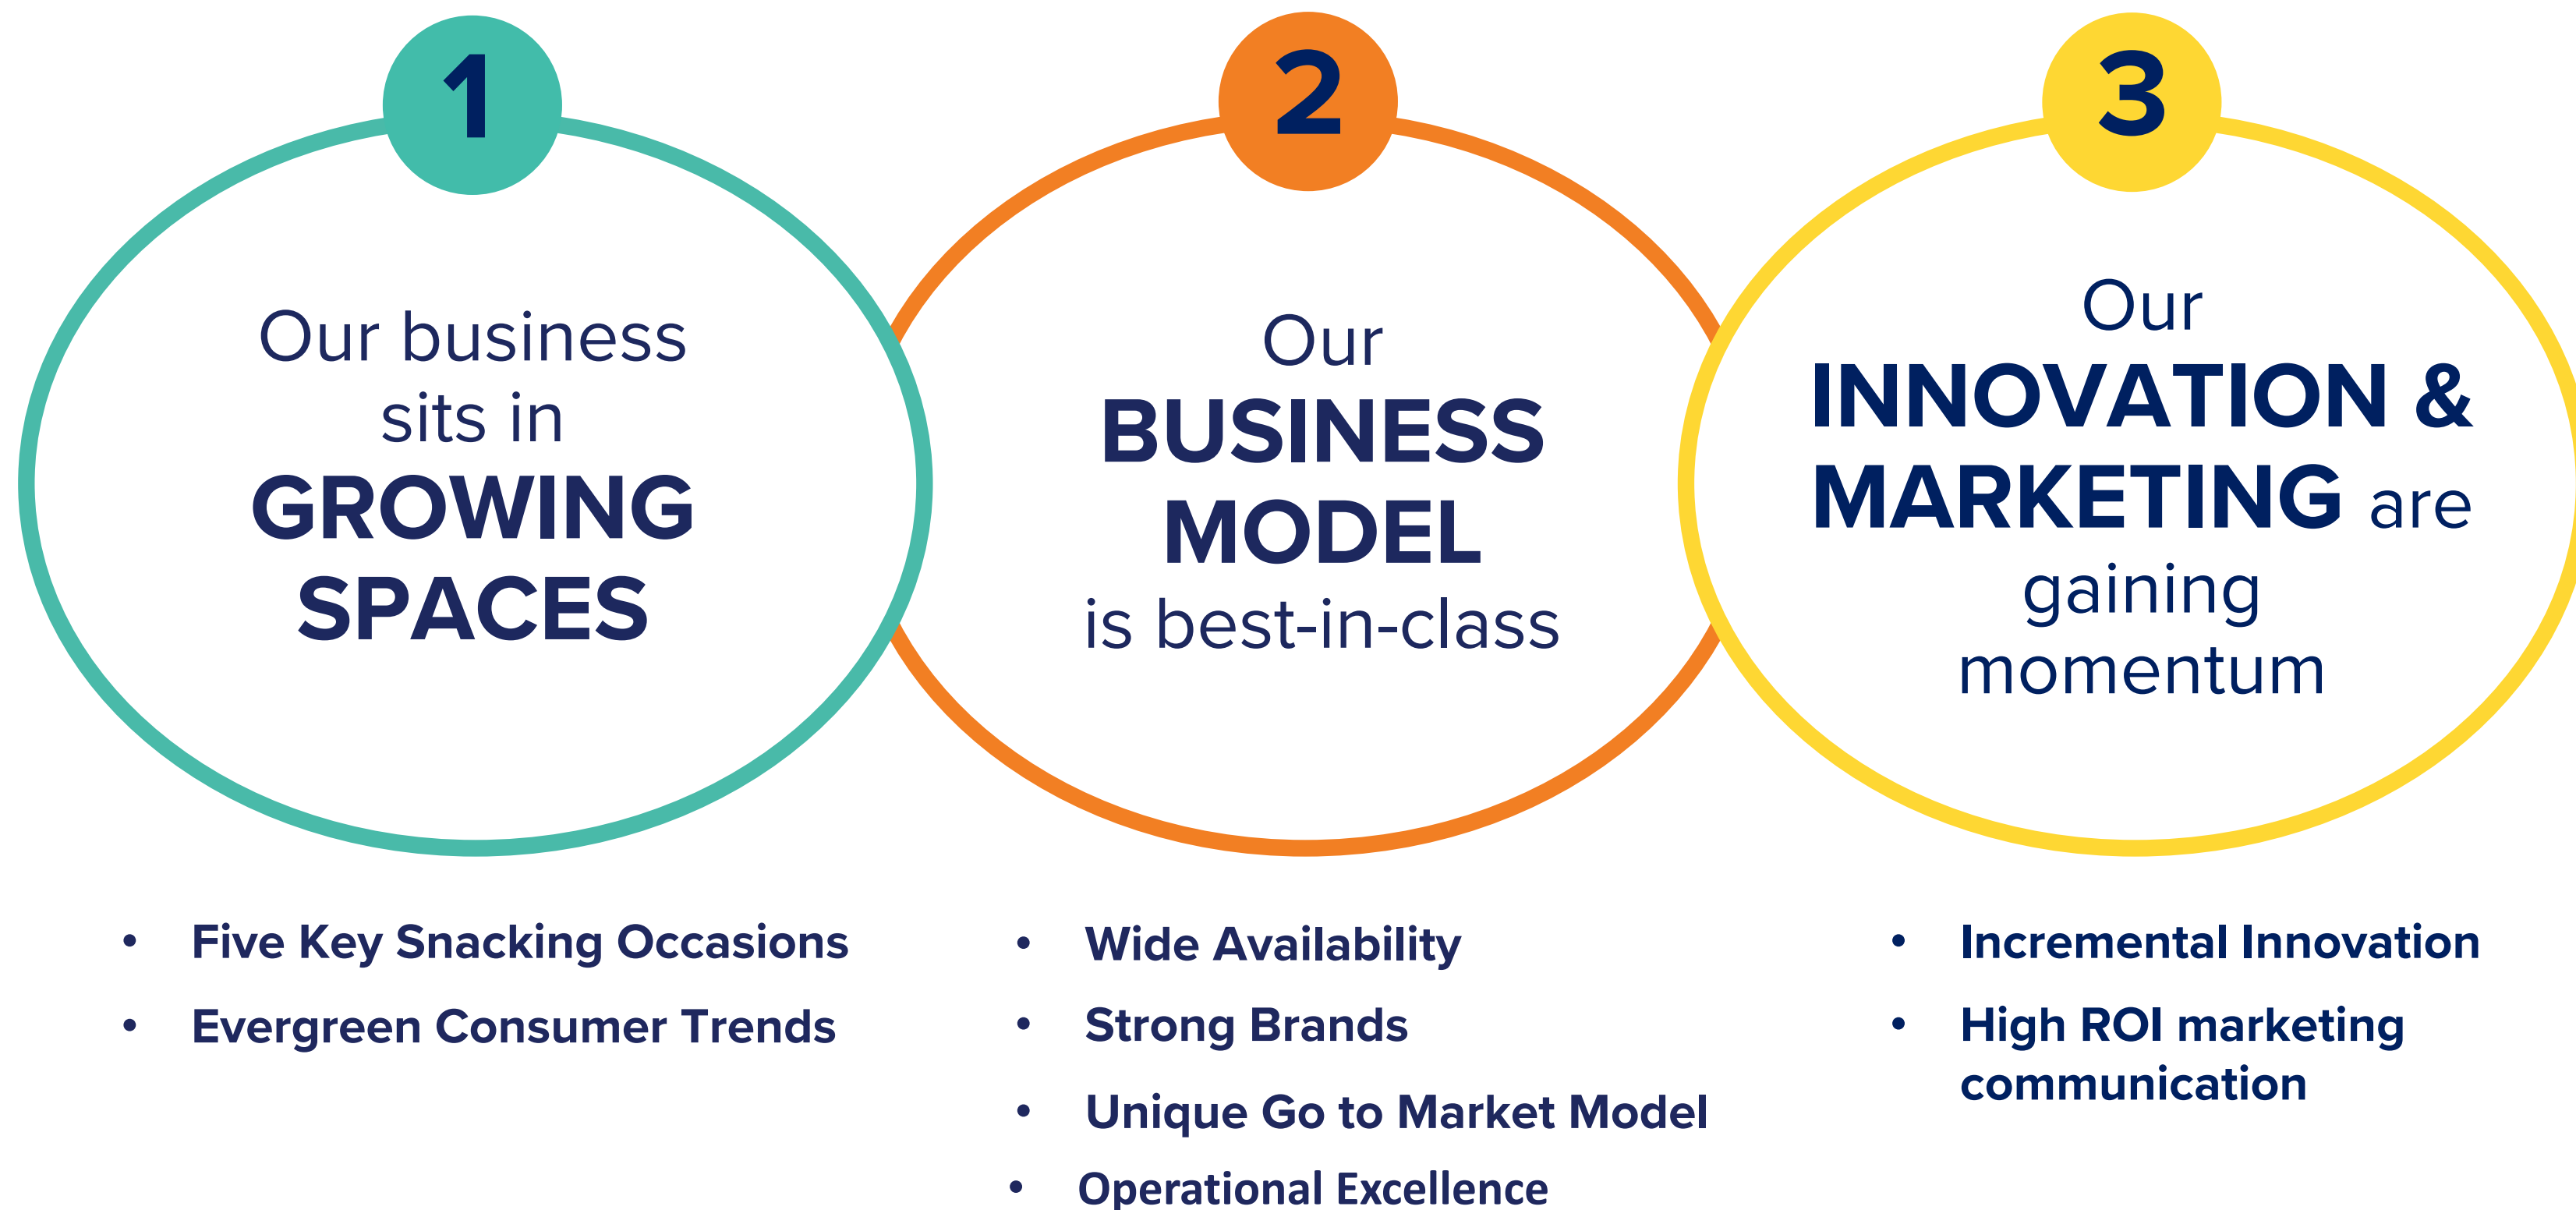 1
Our business
sits in
GROWING
SPACES
• Five Key Snacking Occasions
• Evergreen Consumer Trends
2
Our
BUSINESS
MODEL
is best-in-class
• Wide Availability
• Strong Brands
• Unique Go to Market Model
• Operational Excellence
3
Our
INNOVATION &
MARKETING are
gaining
momentum
• Incremental Innovation
• High ROI marketing
communication